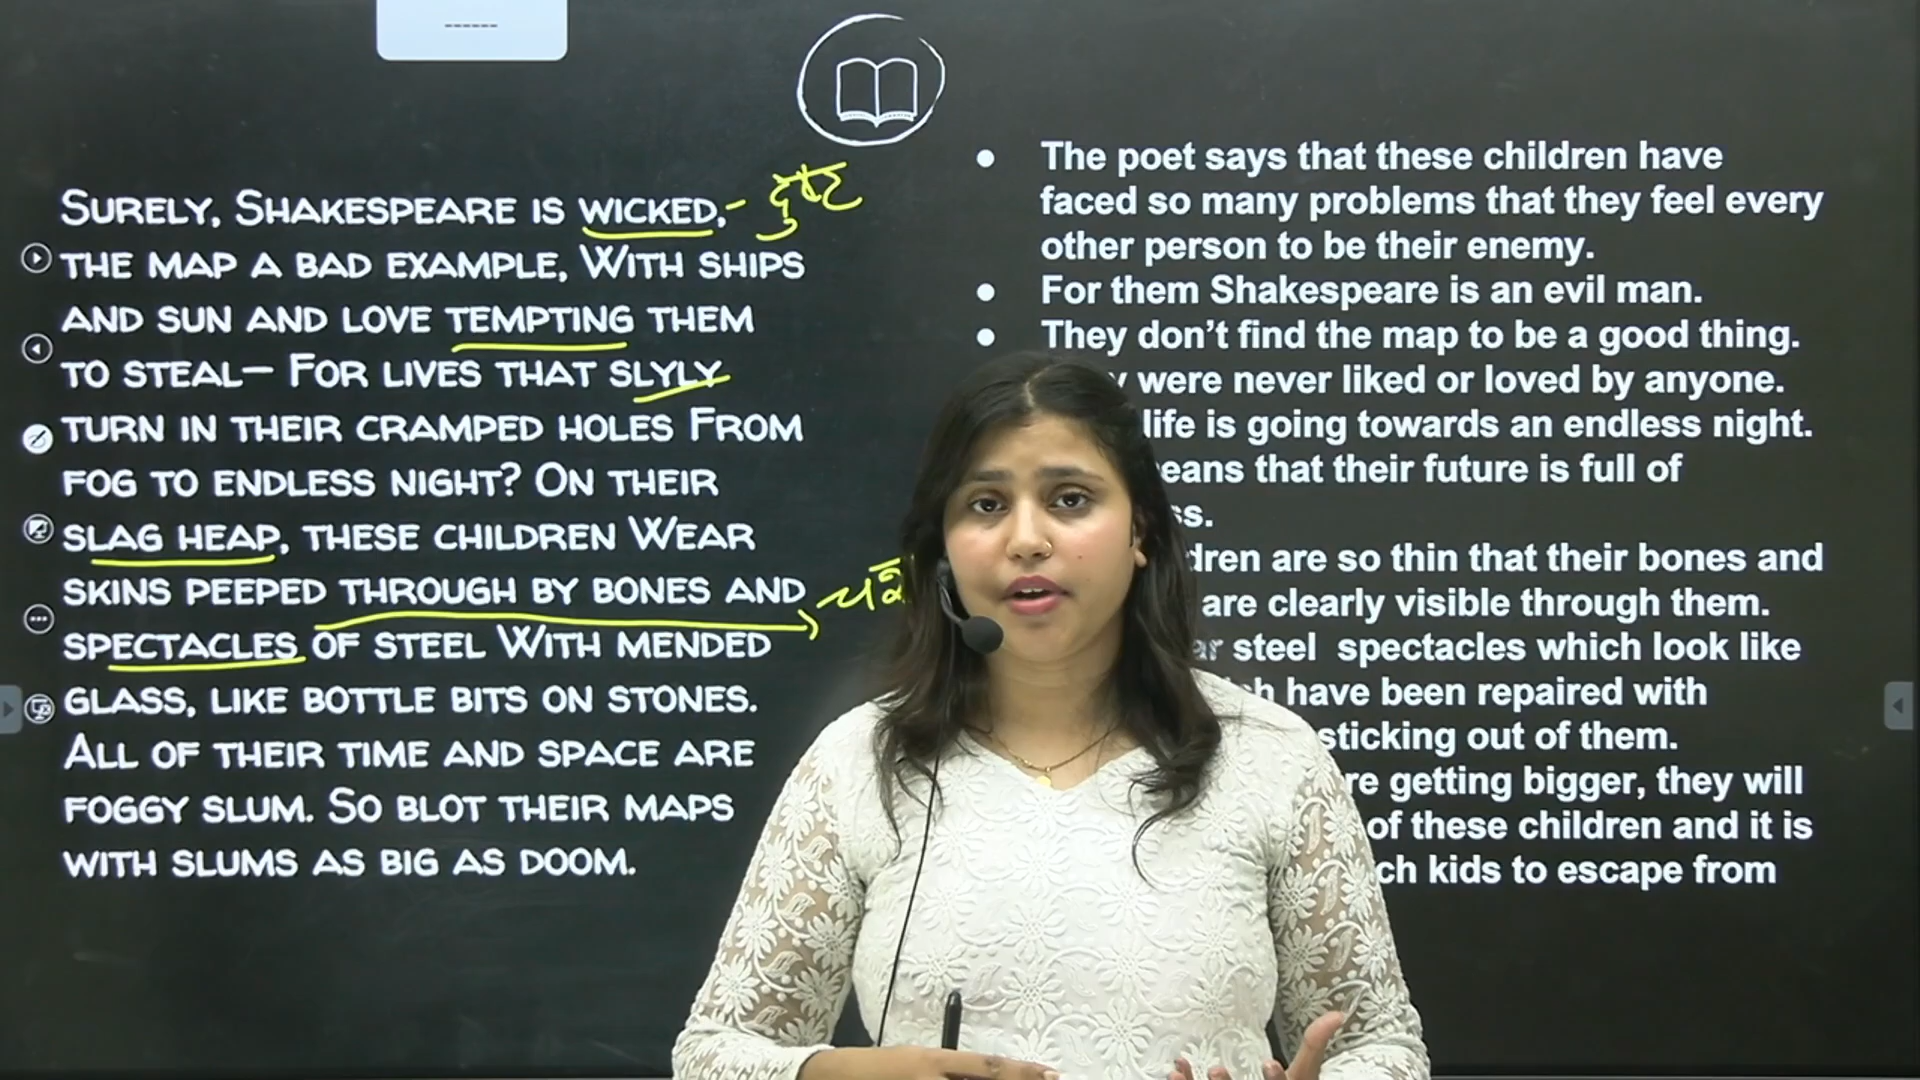 ------
SURELY, SHAKESPEARE IS WICKED,- दुष्ट
THE MAP A BAD EXAMPLE, WITH SHIPS
AND SUN AND LOVE TEMPTING THEM
TO STEAL– FOR LIVES THAT SLYLY
TURN IN THEIR CRAMPED HOLES FROM
FOG TO ENDLESS NIGHT? ON THEIR
SLAG HEAP, THESE CHILDREN WEAR
SKINS PEEPED THROUGH BY BONES AND
SPECTACLES OF STEEL WITH MENDED
GLASS, LIKE BOTTLE BITS ON STONES.
ALL OF THEIR TIME AND SPACE ARE
FOGGY SLUM. SO BLOT THEIR MAPS
WITH SLUMS AS BIG AS DOOM.
• The poet says that these children have
faced so many problems that they feel every
other person to be their enemy.
• For them Shakespeare is an evil man.
• They don’t find the map to be a good thing.
were never liked or loved by anyone.
life is going towards an endless night.
that their future is full of
are so thin that their bones and
are clearly visible through them.
steel spectacles which look like
have been repaired with
sticking out of them.
getting bigger, they will
of these children and it is
kids to escape from